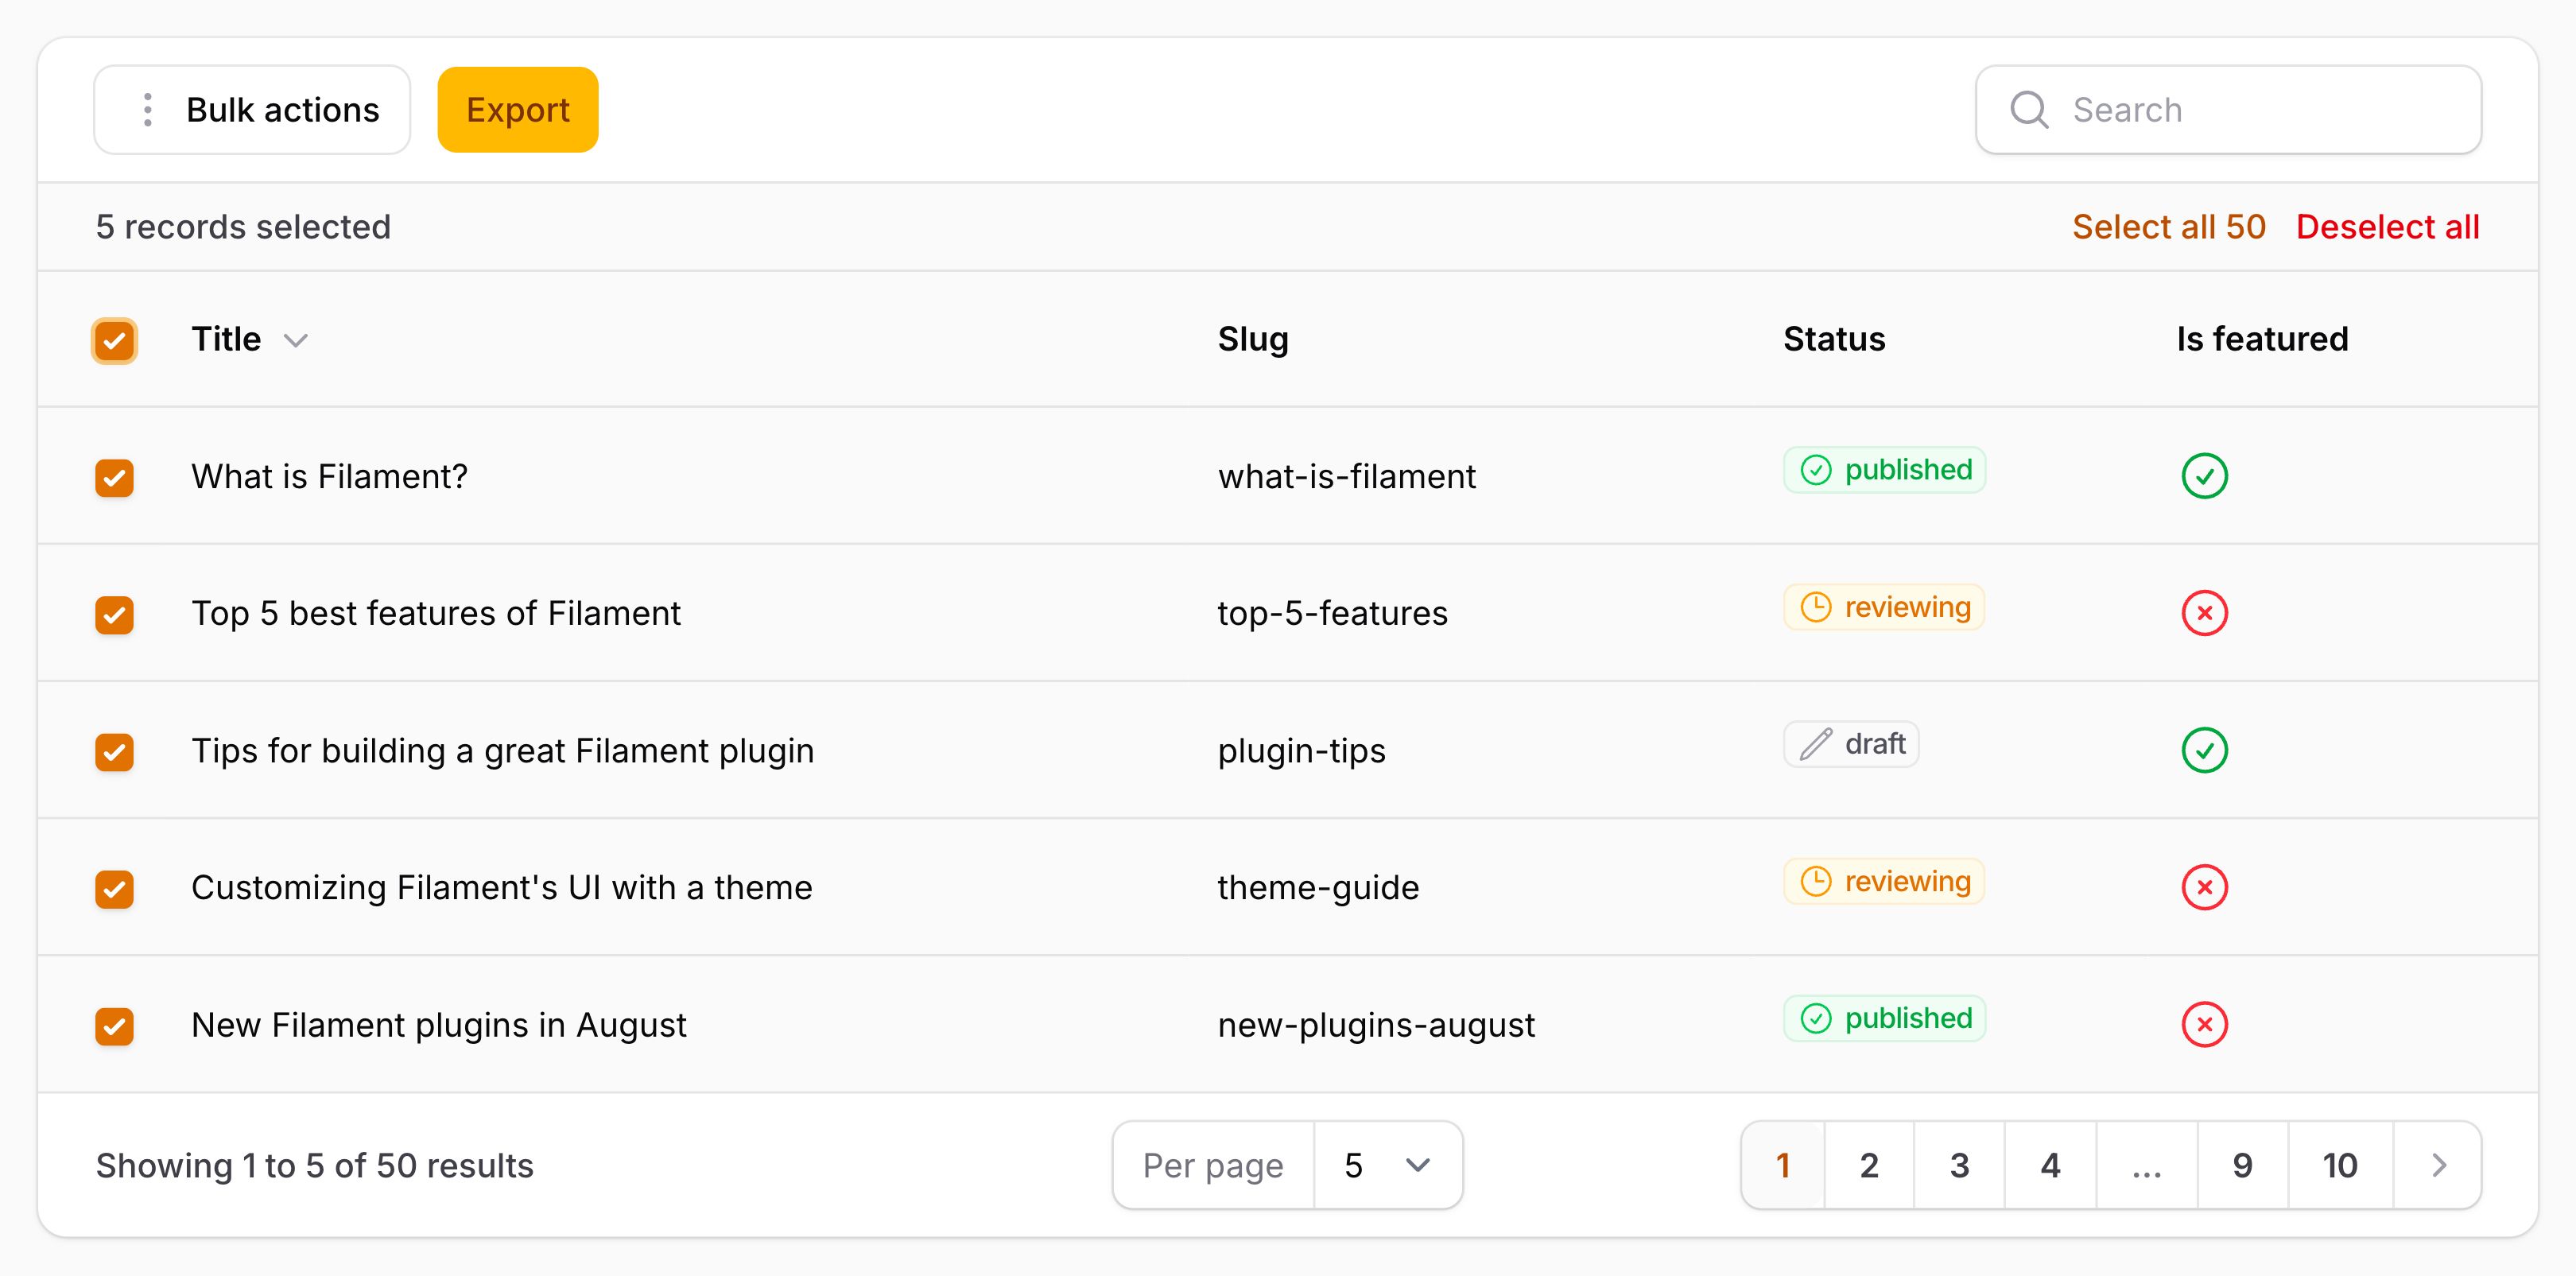 Bulk actions Export Search
5 records selected Select all 50 Deselect all
Title Slug Status Is featured
What is Filament? what-is-filament published
Top 5 best features of Filament top-5-features reviewing
Tips for building a great Filament plugin plugin-tips draft
Customizing Filament's UI with a theme theme-guide reviewing
New Filament plugins in August new-plugins-august published
Showing 1 to 5 of 50 results Per page 5 1 2 3 4 ... 9 10